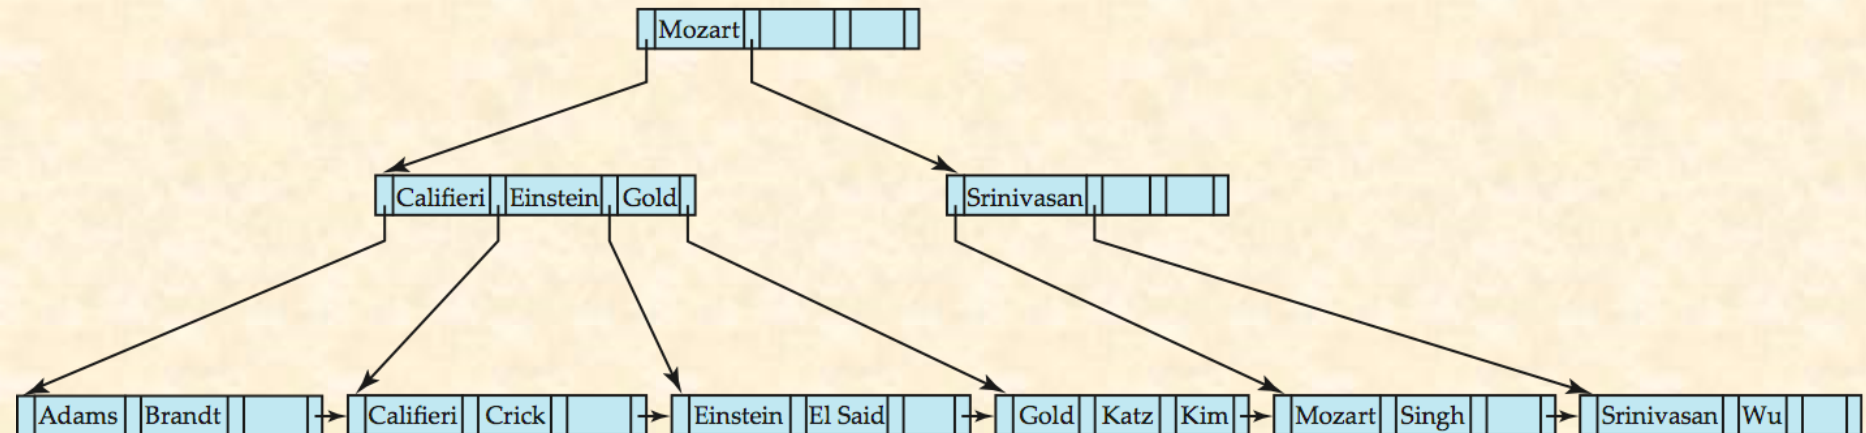 Mozart
Califieri Einstein Gold Srinivasan
Adams Brandt Califieri Crick Einstein El Said Gold Katz Kim Mozart Singh Srinivasan Wu